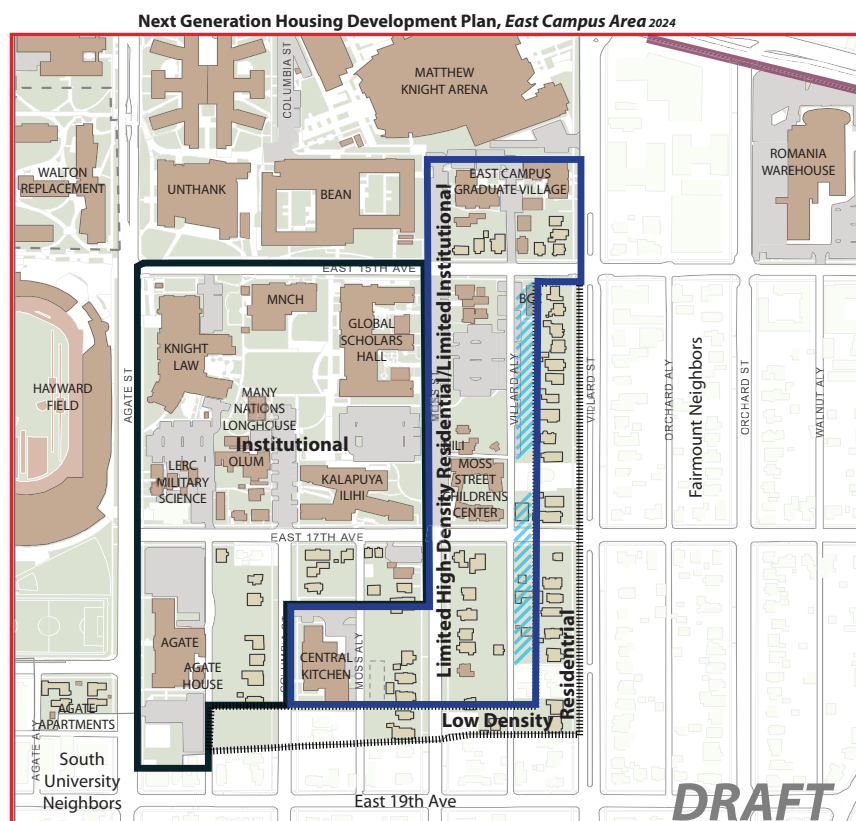 Next Generation Housing Development Plan, East Campus Area 2024
COLUMBIA ST
MATTHEW
KNIGHT ARENA
WALTON
REPLACEMENT
UNTHANK
BEAN
EAST CAMPUS
GRADUATE VILLAGE
ROMANIA
WAREHOUSE
EAST 15TH AVE
MNCH
KNIGHT
LAW
GLOBAL
SCHOLARS
HALL
HAYWARD
FIELD
AGATE ST
MANY
NATIONS
LONGHOUSE
Institutional
LERC
MILITARY
SCIENCE
OLUM
KALAPUYA
ILIHI
Limited High-Density Residential/Limited Institutional
VILLARD ALY
VILLARD ST
ORCHARD ALY
Fairmount Neighbors
ORCHARD ST
WALNUT ALY
MOSS
STREET
CHILDRENS
CENTER
EAST 17TH AVE
AGATE
AGATE
HOUSE
CENTRAL
KITCHEN
MOSS ALY
Low Density
Residential
AGATE
APARTMENTS
AGATE ALY
South
University
Neighbors
East 19th Ave
DRAFT